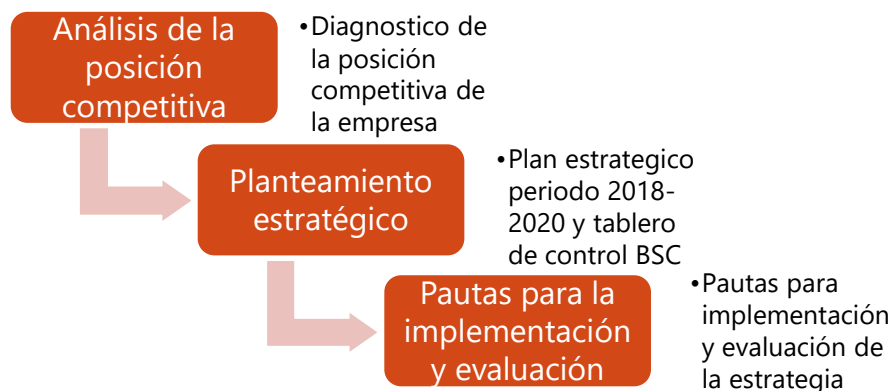 Análisis de la
posición
competitiva
•Diagnostico de
la posición
competitiva de
la empresa
Planteamiento
estratégico
•Plan estrategico
periodo 2018-
2020 y tablero
de control BSC
Pautas para la
implementación
y evaluación
•Pautas para
implementación
y evaluación de
la estrategia